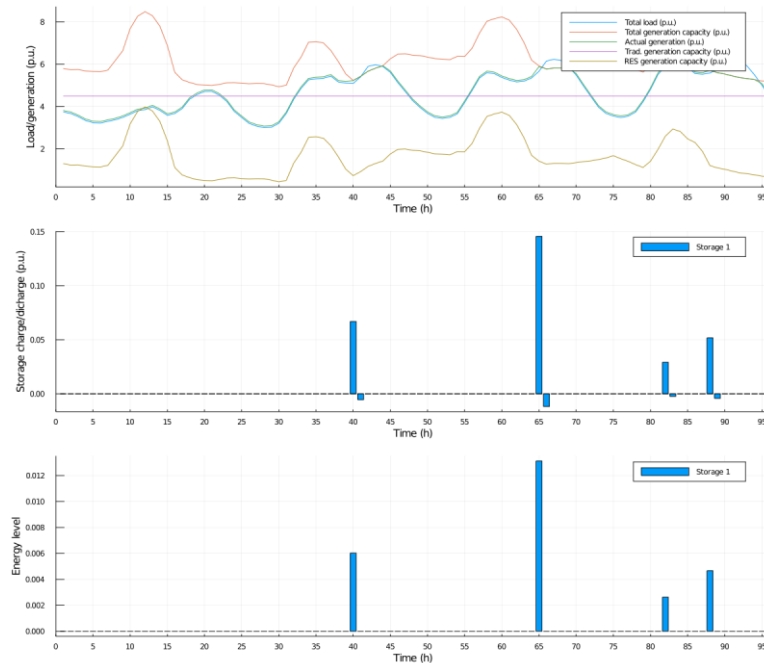 Load/generation (p.u.)
8
6
4
2
Total load (p.u.)
Total generation capacity (p.u.)
Actual generation (p.u.)
Trad. generation capacity (p.u.)
RES generation capacity (p.u.)
0 5 10 15 20 25 30 35 40 45 50 55 60 65 70 75 80 85 90 95
Time (h)
Storage charge/dicharge (p.u.)
0.15
0.10
0.05
0.00
Storage 1
0 5 10 15 20 25 30 35 40 45 50 55 60 65 70 75 80 85 90 95
Time (h)
Energy level
0.012
0.010
0.008
0.006
0.004
0.002
0.000
Storage 1
0 5 10 15 20 25 30 35 40 45 50 55 60 65 70 75 80 85 90 95
Time (h)